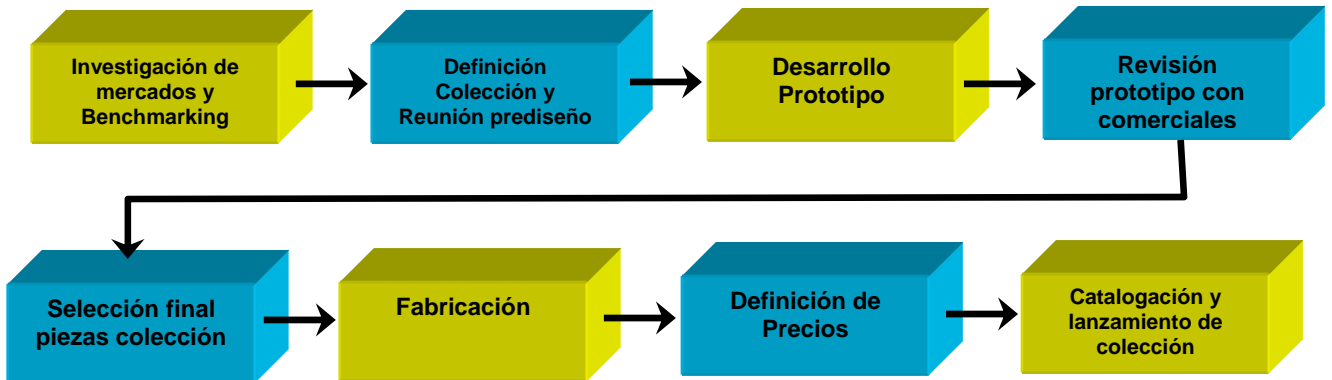 Investigación de
mercados y
Benchmarking
Definición
Colección y
Reunión prediseño
Desarrollo
Prototipo
Revisión
prototipo con
comerciales
Selección final
piezas colección
Fabricación
Definición de
Precios
Catalogación y
lanzamiento de
colección